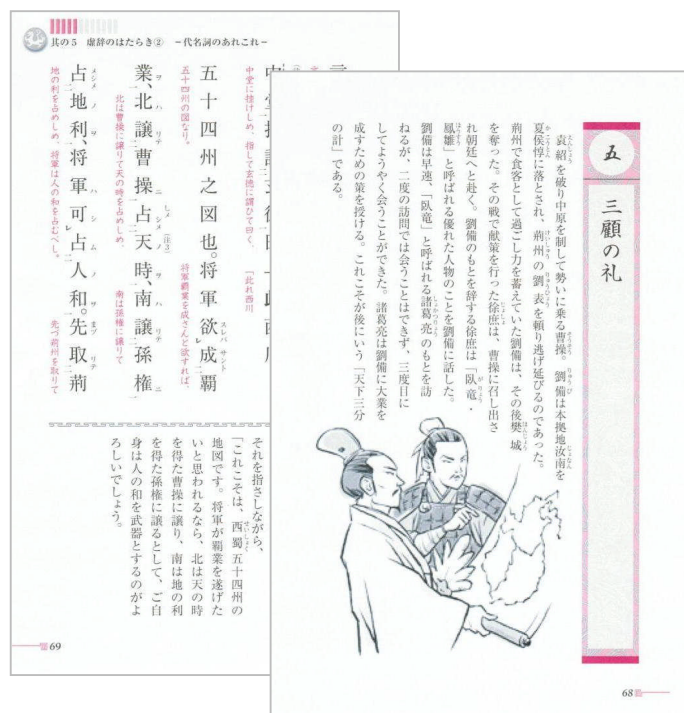 五
三顧の礼
袁紹を破り中原を制して勢いに乗る曹操。劉備は本拠地汝南を
夏侯惇に落とされ、荊州の劉表を頼り逃げ延びるのであった。
荊州で食客として過ごし力を蓄えていた劉備は、その後樊城
を奪った。その戦で献策を行った徐庶は、曹操に召し出さ
れ朝廷へと赴く。劉備のもとを辞する徐庶は「臥竜・
鳳雛」と呼ばれる優れた人物のことを劉備に話した。
劉備は早速、「臥竜」と呼ばれる諸葛亮のもとを訪
ねるが、二度の訪問では会うことはできず、三度目に
してようやく会うことができた。諸葛亮は劉備に大業を
成すための策を授ける。これこそが後にいう「天下三分
の計」である。
68
其の5 虚辞のはたらき② −代名詞のあれこれ−
中堂に挂けしめ、指して玄徳に謂ひて曰く、
「此れ西川
五十四州之図也。将軍欲成覇
五十四州の図なり。
将軍覇業を成さんと欲すれば、
業、北譲曹操占天時、南譲孫権
北は曹操に譲りて天の時を占めしめ、
南は孫権に譲りて
占地利、将軍可占人和。先取荊
地の利を占めしめ、将軍は人の和を占むべし。
先づ荊州を取りて
それを指さしながら、
「これこそは、西蜀五十四州の
地図です。将軍が覇業を遂げた
いと思われるなら、北は天の時
を得た曹操に譲り、南は地の利
を得た孫権に譲るとして、ご自
身は人の和を武器とするのがよ
ろしいでしょう。
69